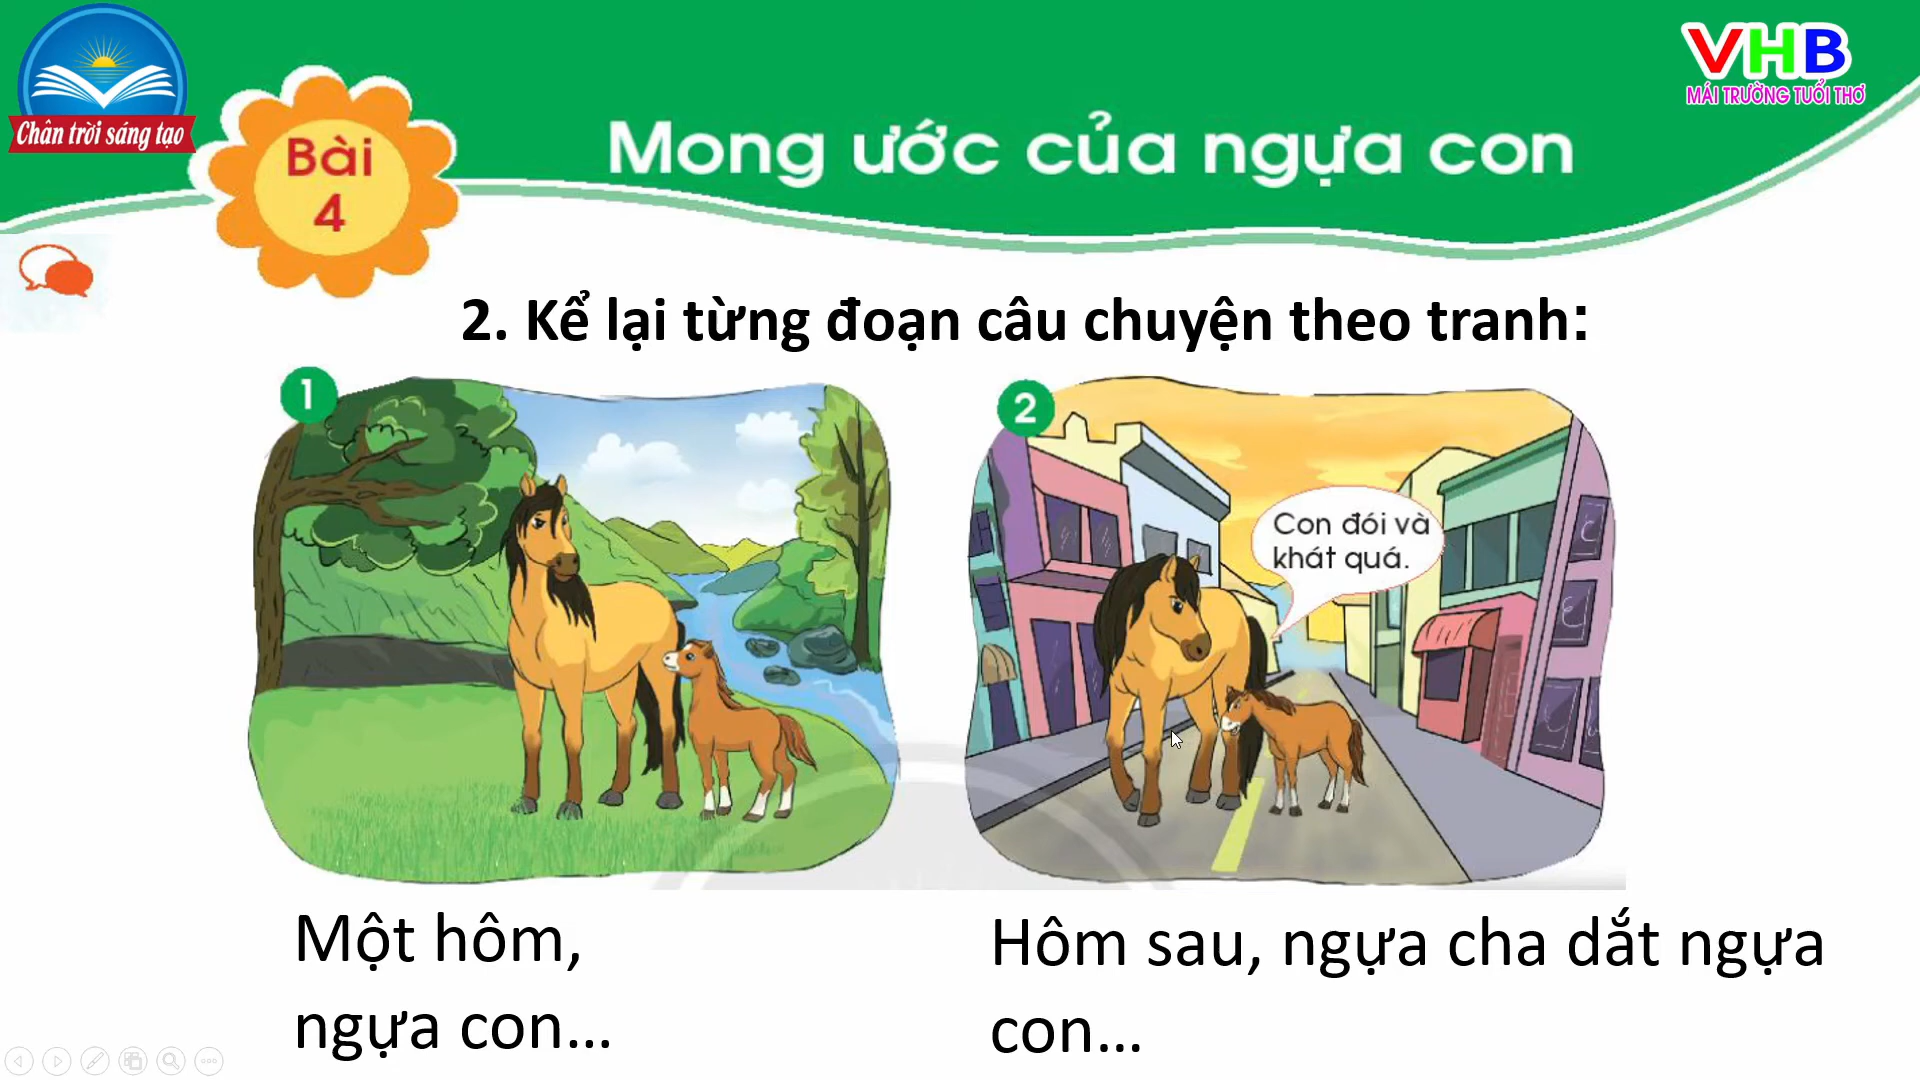 Chân trời sáng tạo
VHB
MÁI TRƯỜNG TUỔI THƠ
Bài
4
Mong ước của ngựa con
2. Kể lại từng đoạn câu chuyện theo tranh:
1
2
Con đói và
khát quá.
Một hôm,
ngựa con...
Hôm sau, ngựa cha dắt ngựa
con...